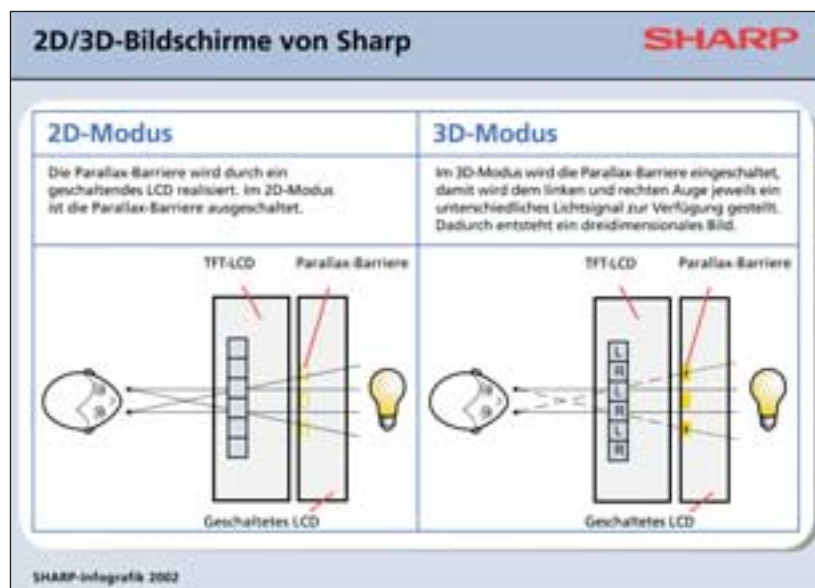 2D/3D-Bildschirme von Sharp
SHARP
2D-Modus
Die Parallax-Barriere wird durch ein
geschaltendes LCD realisiert. Im 2D-Modus
ist die Parallax-Barriere ausgeschaltet.
TFT-LCD
Parallax-Barriere
Geschaltetes LCD
3D-Modus
Im 3D-Modus wird die Parallax-Barriere eingeschaltet,
damit wird dem linken und rechten Auge jeweils ein
unterschiedliches Lichtsignal zur Verfügung gestellt.
Dadurch entsteht ein dreidimensionales Bild.
TFT-LCD
Parallax-Barriere
L
R
L
R
L
R
Geschaltetes LCD
SHARP-Infografik 2002